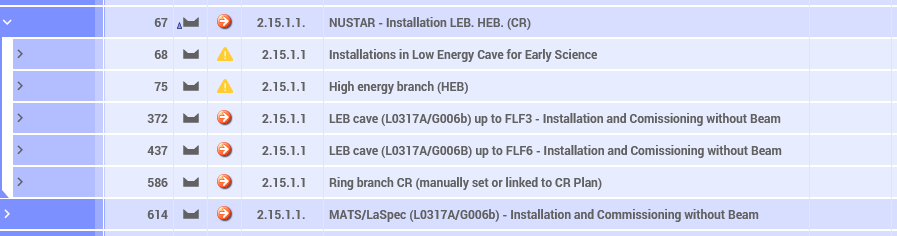 67 2.15.1.1. NUSTAR - Installation LEB. HEB. (CR)
68 2.15.1.1 Installations in Low Energy Cave for Early Science
75 2.15.1.1 High energy branch (HEB)
372 2.15.1.1 LEB cave (L0317A/G006b) up to FLF3 - Installation and Comissioning without Beam
437 2.15.1.1 LEB cave (L0317A/G006B) up to FLF6 - Installation and Comissioning without Beam
586 2.15.1.1 Ring branch CR (manually set or linked to CR Plan)
614 2.15.1.1. MATS/LaSpec (L0317A/G006b) - Installation and Commissioning without Beam